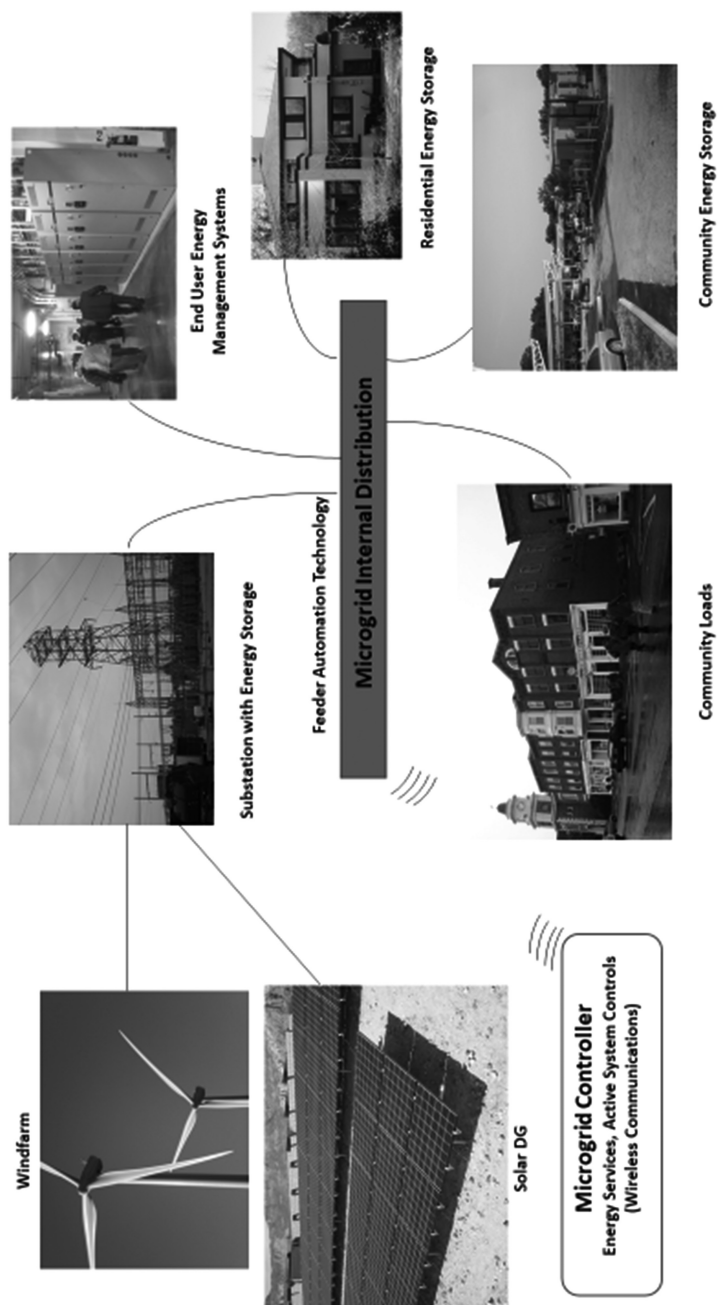 Windfarm
Solar DG
Microgrid Controller
Energy Services, Active System Controls
(Wireless Communications)
Substation with Energy Storage
Feeder Automation Technology
Microgrid Internal Distribution
End User Energy
Management Systems
Residential Energy Storage
Community Energy Storage
Community Loads